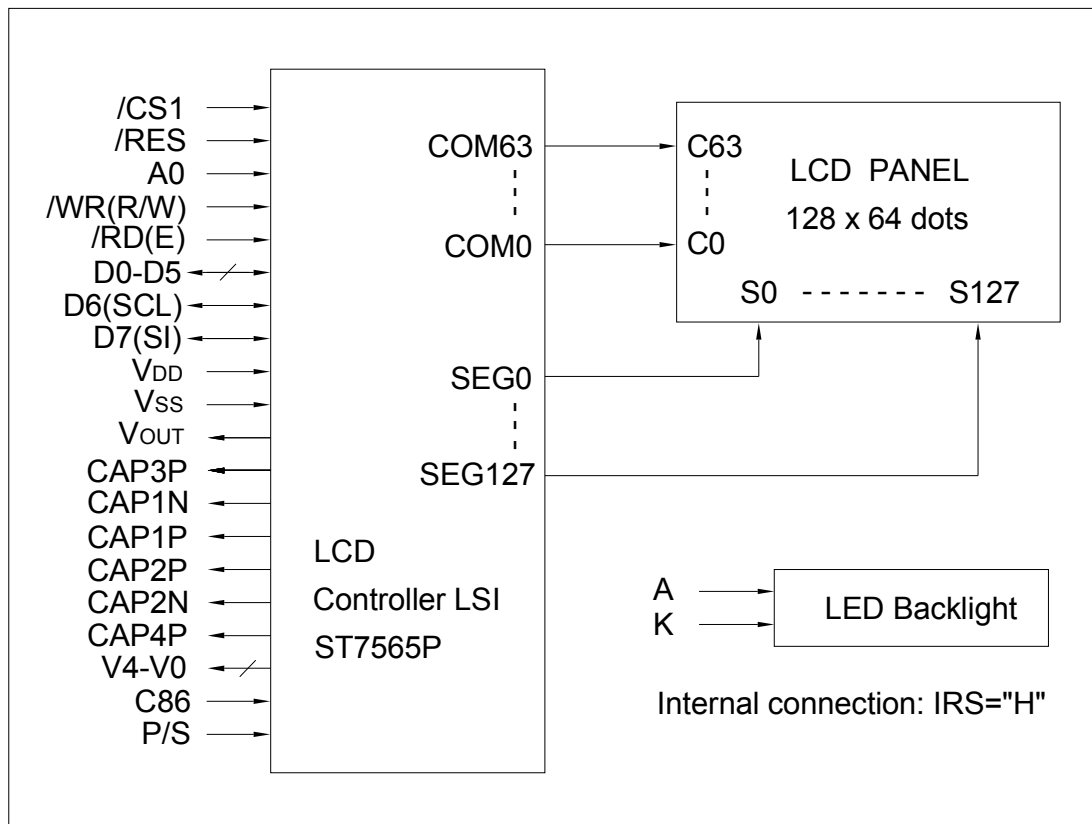 /CS1
/RES
A0
/WR(R/W)
/RD(E)
D0-D5
D6(SCL)
D7(SI)
VDD
VSS
VOUT
CAP3P
CAP1N
CAP1P
CAP2P
CAP2N
CAP4P
V4-V0
C86
P/S
COM63
COM0
SEG0
SEG127
LCD
Controller LSI
ST7565P
C63
C0
LCD PANEL
128 x 64 dots
S0 ------- S127
A
K
LED Backlight
Internal connection: IRS="H"